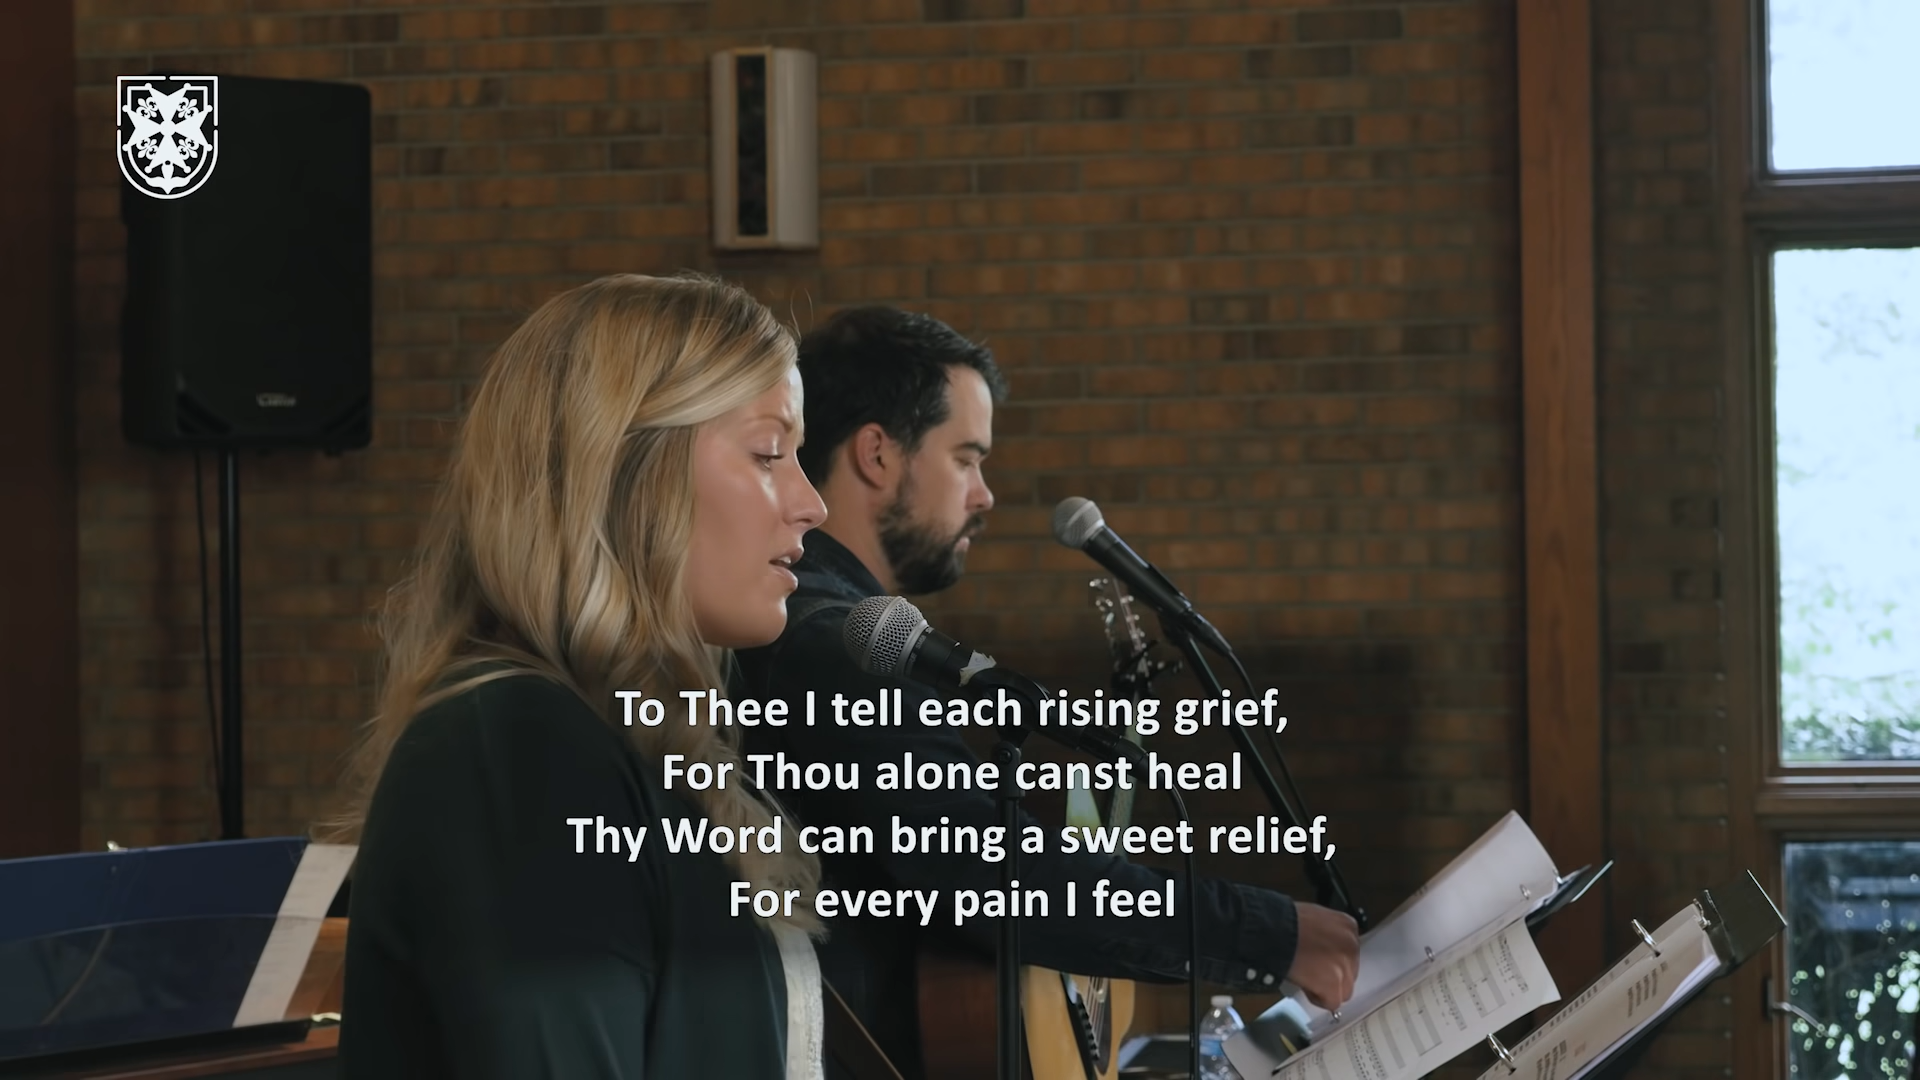 To Thee I tell each rising grief,
For Thou alone canst heal
Thy Word can bring a sweet relief,
For every pain I feel